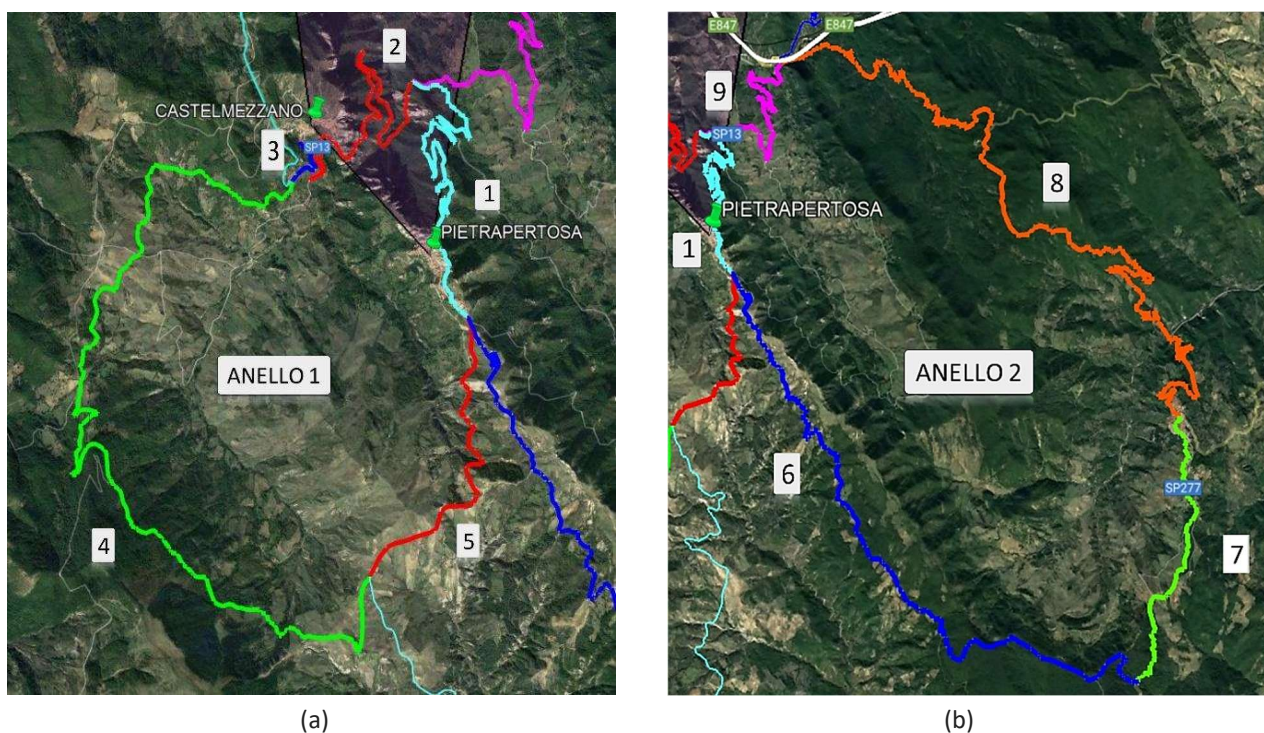 2
CASTELMEZZANO
3
SP13
1
PIETRAPERTOSA
ANELLO 1
4
5
(a)
E847
E847
9
SP13
8
PIETRAPERTOSA
1
ANELLO 2
6
SP277
7
(b)